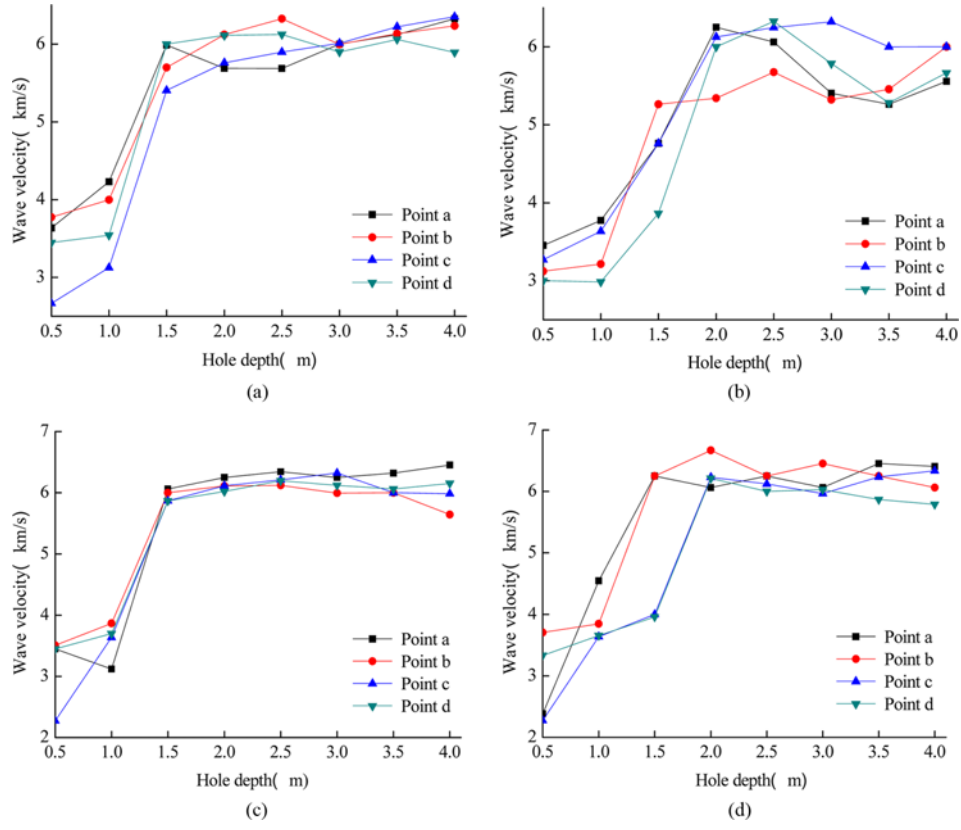 6
5
4
3
Wave velocity( km/s)
Point a
Point b
Point c
Point d
0.5 1.0 1.5 2.0 2.5 3.0 3.5 4.0
Hole depth( m)
(a)
6
5
4
3
Wave velocity( km/s)
Point a
Point b
Point c
Point d
0.5 1.0 1.5 2.0 2.5 3.0 3.5 4.0
Hole depth( m)
(b)
7
6
5
4
3
2
Wave velocity( km/s)
Point a
Point b
Point c
Point d
0.5 1.0 1.5 2.0 2.5 3.0 3.5 4.0
Hole depth( m)
(c)
7
6
5
4
3
2
Wave velocity( km/s)
Point a
Point b
Point c
Point d
0.5 1.0 1.5 2.0 2.5 3.0 3.5 4.0
Hole depth( m)
(d)